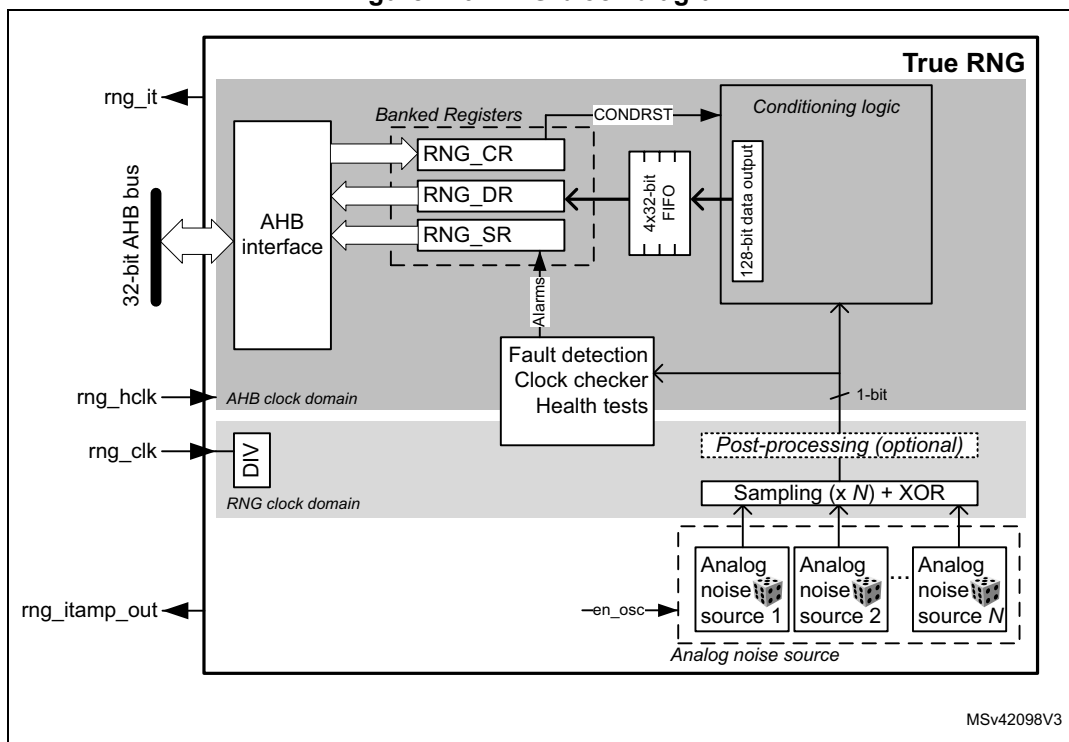 True RNG
rng_it
Banked Registers
CONDRST
Conditioning logic
RNG_CR
RNG_DR
RNG_SR
AHB
interface
32-bit AHB bus
4x32-bit
FIFO
128-bit data output
Alarms
Fault detection
Clock checker
Health tests
rng_hclk
AHB clock domain
1-bit
rng_clk
DIV
Post-processing (optional)
Sampling (x N) + XOR
RNG clock domain
Analog
noise
source 1
Analog
noise
source 2
...
Analog
noise
source N
en_osc
rng_itamp_out
Analog noise source
MSv42098V3